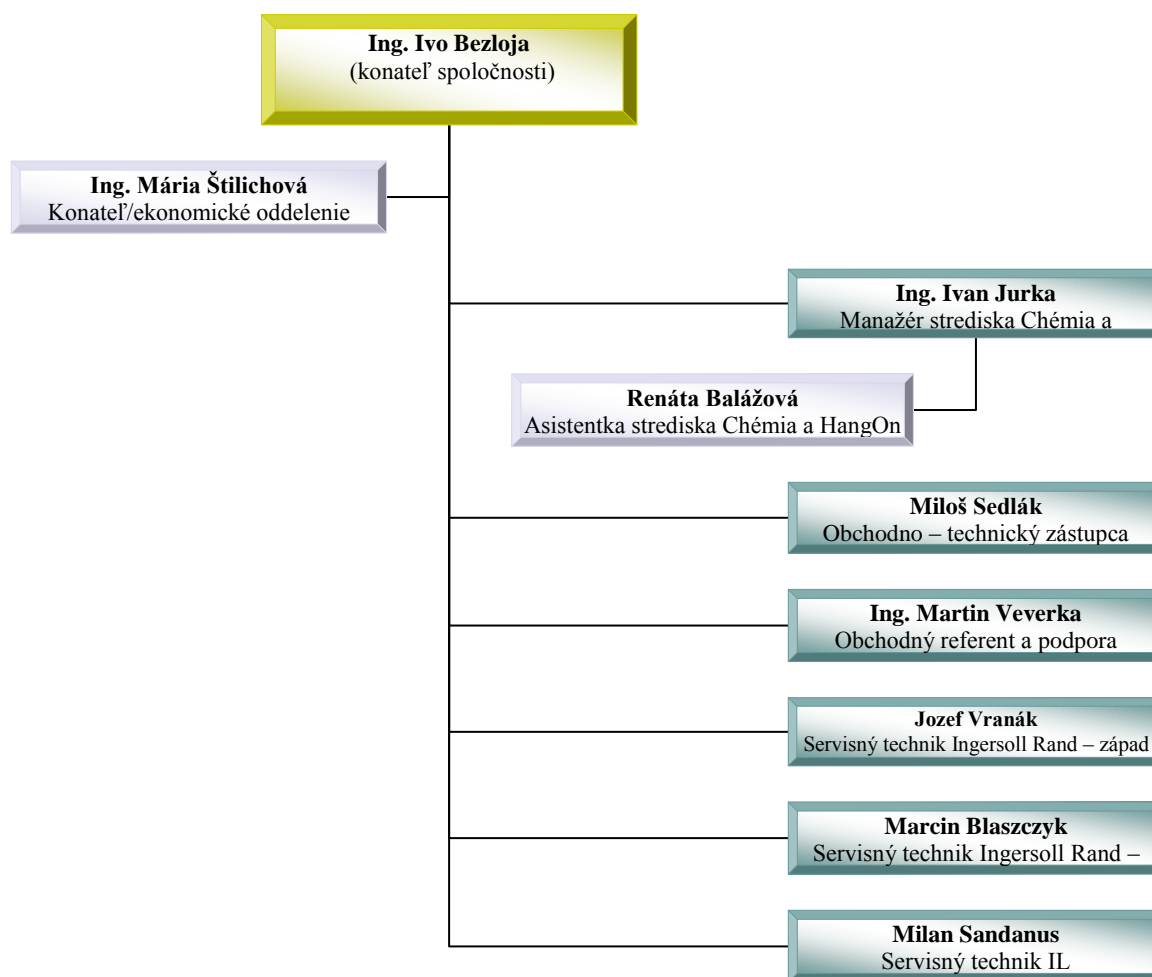 Ing. Ivo Bezloja
(konateľ spoločnosti)
Ing. Mária Štilichová
Konateľ/ekonomické oddelenie
Ing. Ivan Jurka
Manažér strediska Chémia a
Renáta Balážová
Asistentka strediska Chémia a HangOn
Miloš Sedlák
Obchodno – technický zástupca
Ing. Martin Veverka
Obchodný referent a podpora
Jozef Vranák
Servisný technik Ingersoll Rand – západ
Marcin Blaszczyk
Servisný technik Ingersoll Rand –
Milan Sandanus
Servisný technik IL